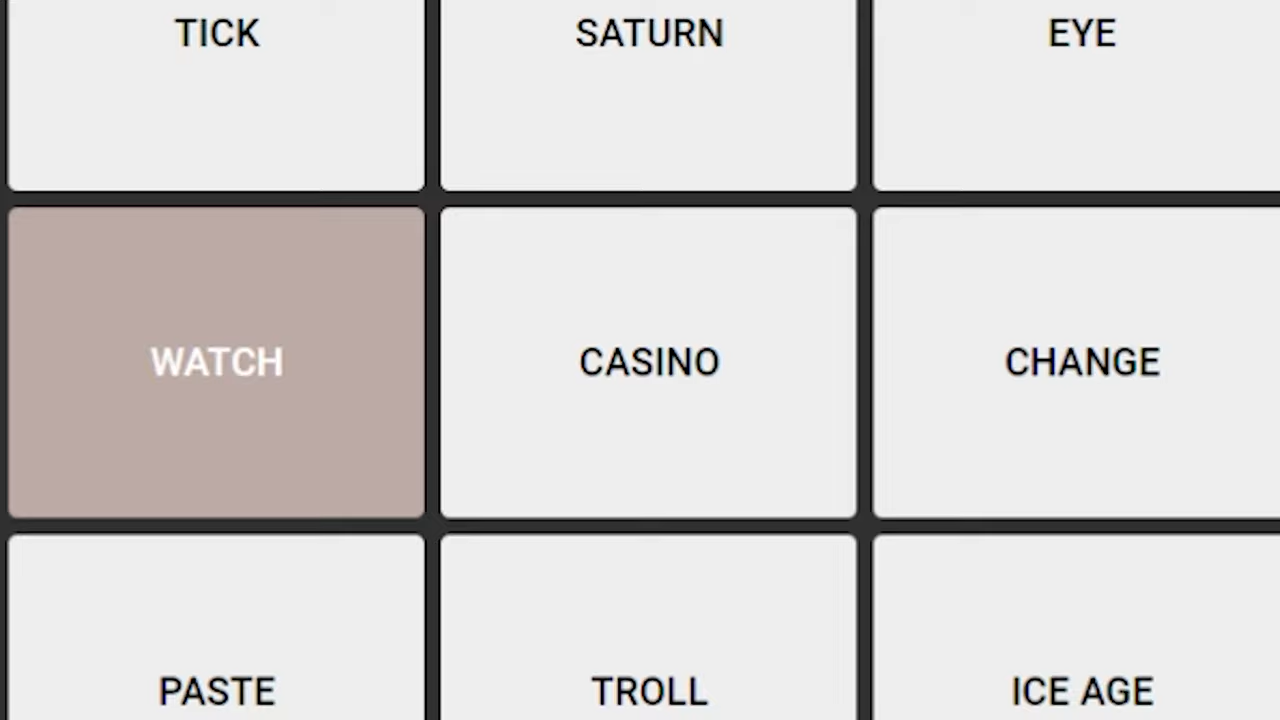 TICK
SATURN
EYE
WATCH
CASINO
CHANGE
PASTE
TROLL
ICE AGE